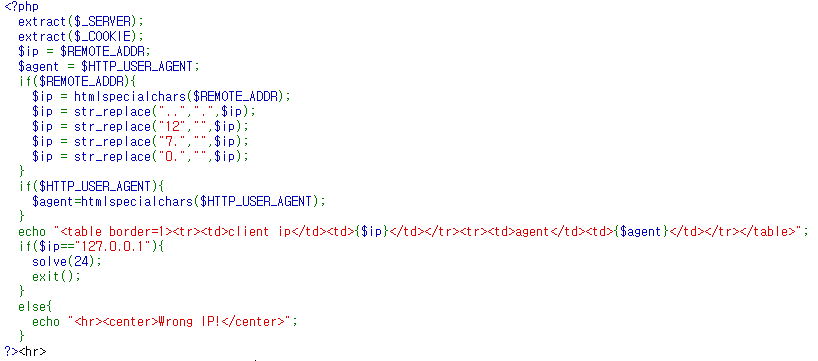 <?php
  extract($_SERVER);
  extract($_COOKIE);
  $ip = $REMOTE_ADDR;
  $agent = $HTTP_USER_AGENT;
  if($REMOTE_ADDR){
    $ip = htmlspecialchars($REMOTE_ADDR);
    $ip = str_replace("..",".",$ip);
    $ip = str_replace("12","",$ip);
    $ip = str_replace("7.","",$ip);
    $ip = str_replace("0.","",$ip);
  }
  if($HTTP_USER_AGENT){
    $agent=htmlspecialchars($HTTP_USER_AGENT);
  }
  echo "<table border=1><tr><td>client ip</td><td>{$ip}</td></tr><tr><td>agent</td><td>{$agent}</td></tr></table>";
  if($ip=="127.0.0.1"){
    solve(24);
    exit();
  }
  else{
    echo "<hr><center>Wrong IP!</center>";
  }
?><hr>